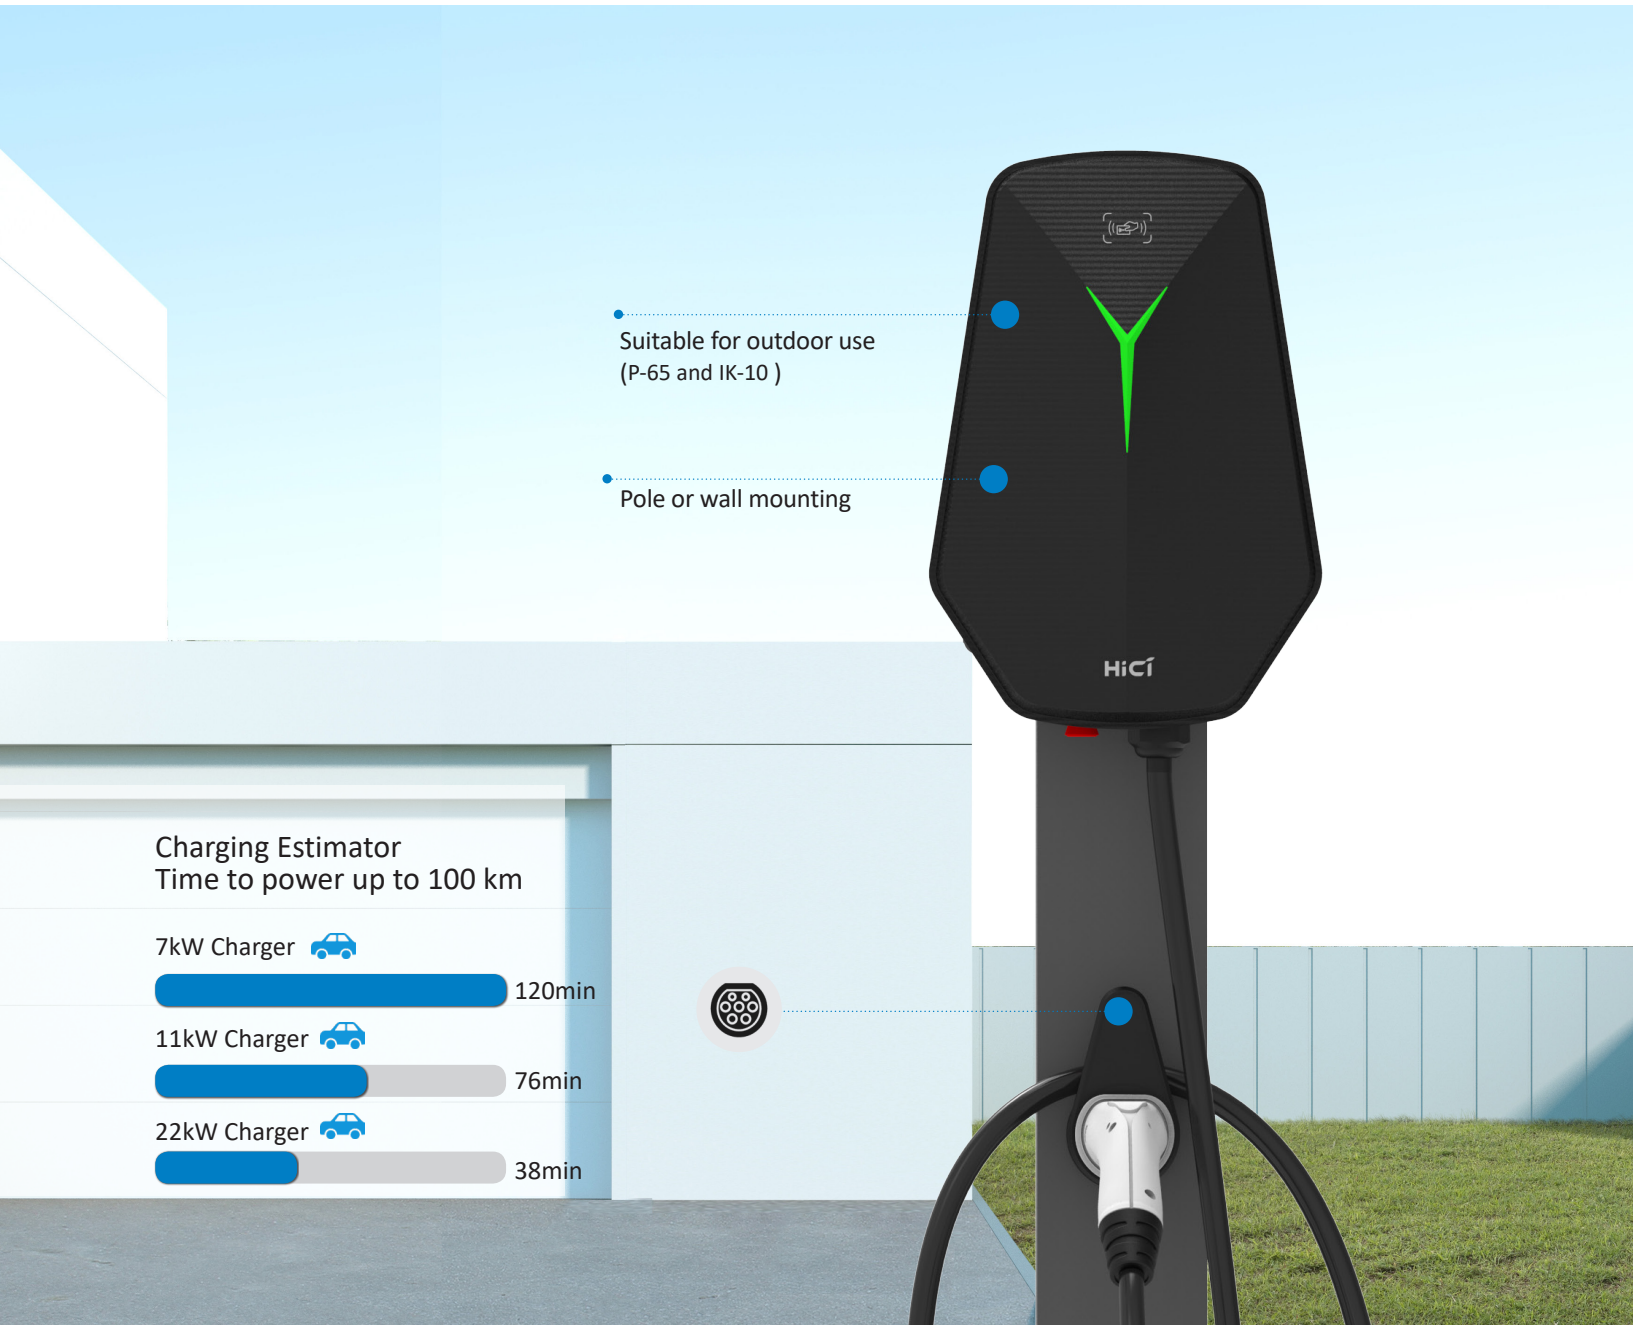 Suitable for outdoor use
(P-65 and IK-10 )
Pole or wall mounting
HiCi
Charging Estimator
Time to power up to 100 km
7kW Charger
120min
11kW Charger
76min
22kW Charger
38min